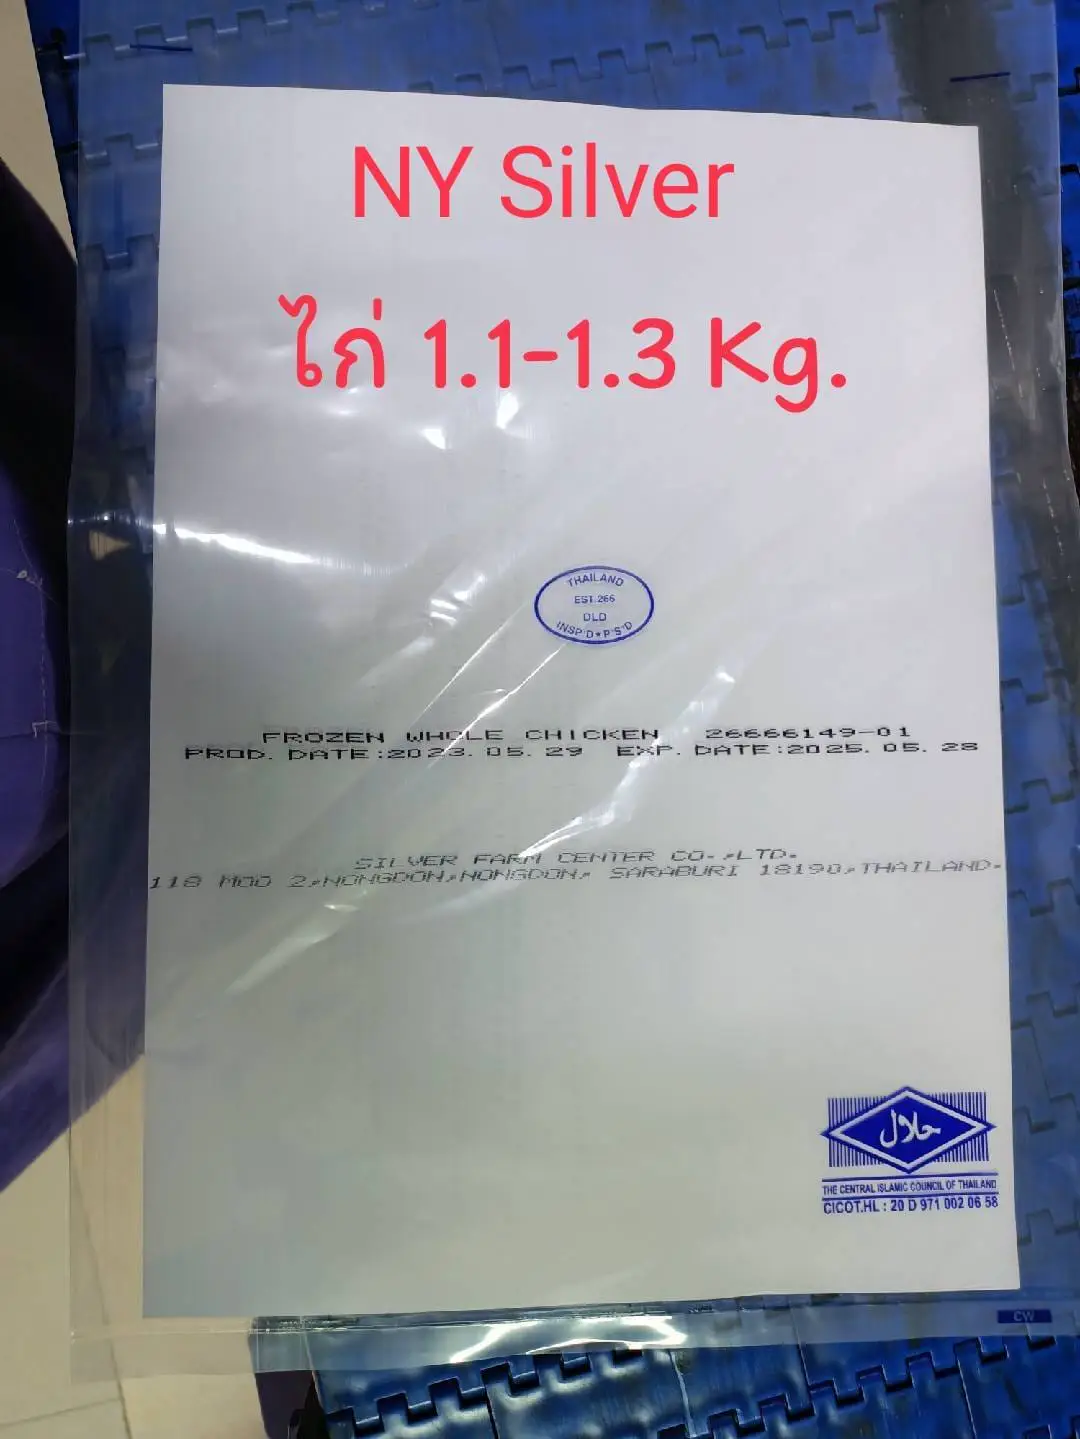 NY Silver
ไก่ 1.1-1.3 Kg.
THAILAND
EST.266
DLD
INSP'D★P'S'D
FROZEN WHOLE CHICKEN 26666149-01
PROD. DATE:2023.05.29 EXP. DATE:2025.05.28
SILVER FARM CENTER CO.,LTD.
118 MOO 2,NONGDON,NONGDON, SARABURI 18190,THAILAND.
حلال
THE CENTRAL ISLAMIC COUNCIL OF THAILAND
CICOT.HL : 20 D 971 002 06 58
CW